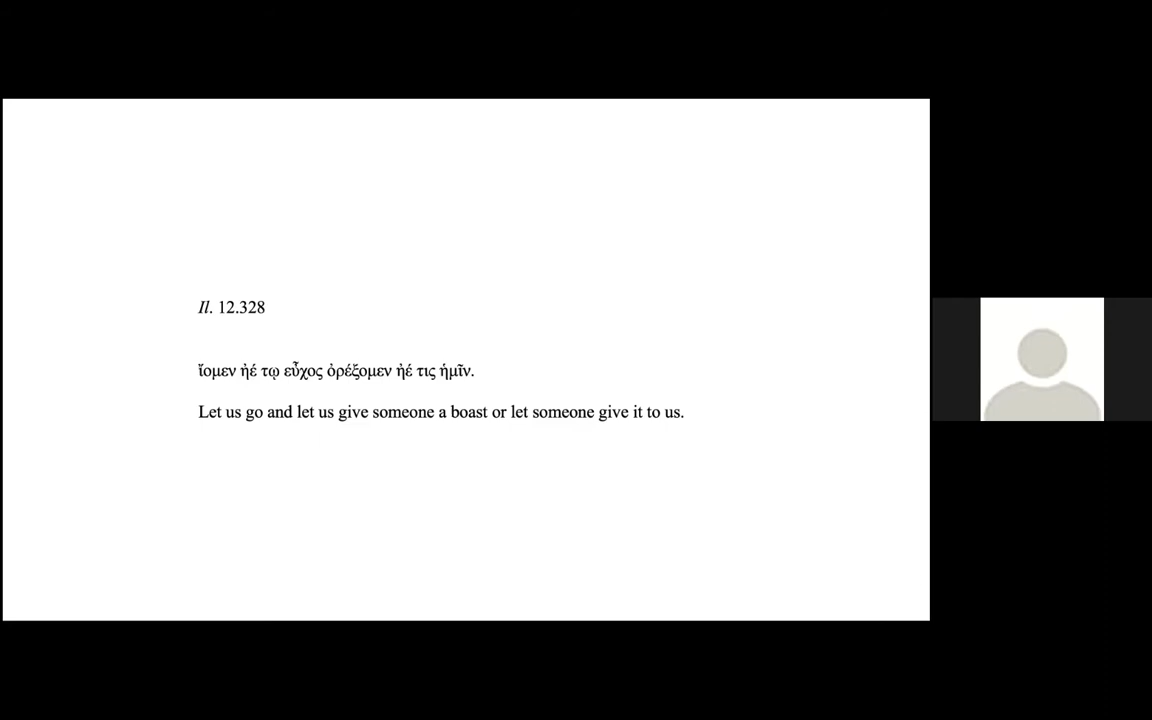 Il. 12.328
ἴομεν ἠέ τῳ εὖχος ὀρέξομεν ἠέ τις ἡμῖν.
Let us go and let us give someone a boast or let someone give it to us.